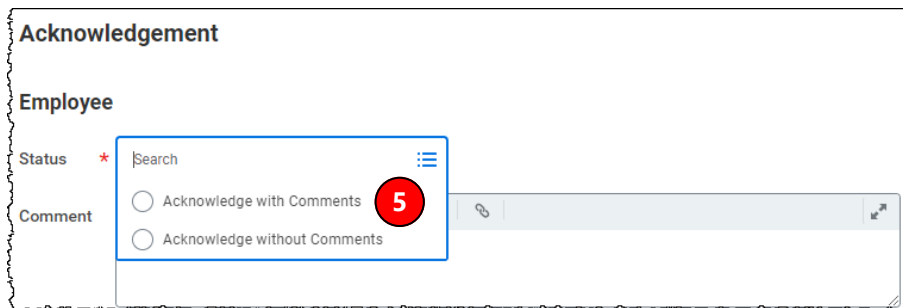 Acknowledgement
Employee
Status *
Search
Acknowledge with Comments 5
Comment
Acknowledge without Comments